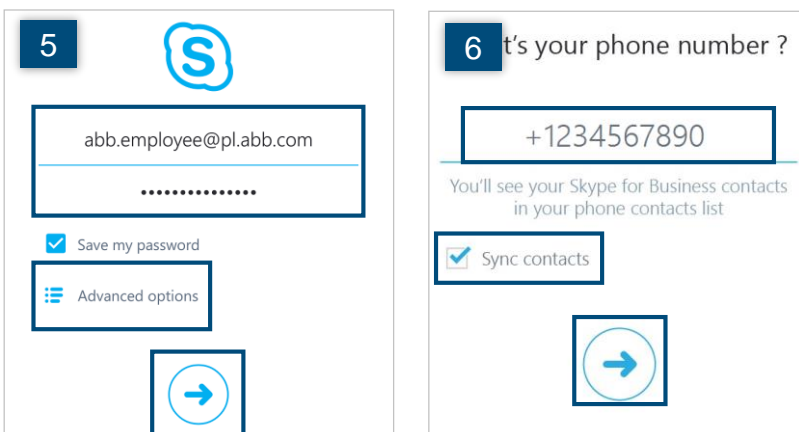 5
S
abb.employee@pl.abb.com
•••••••••••••••
Save my password
Advanced options
6
t's your phone number ?
+1234567890
You'll see your Skype for Business contacts
in your phone contacts list
Sync contacts